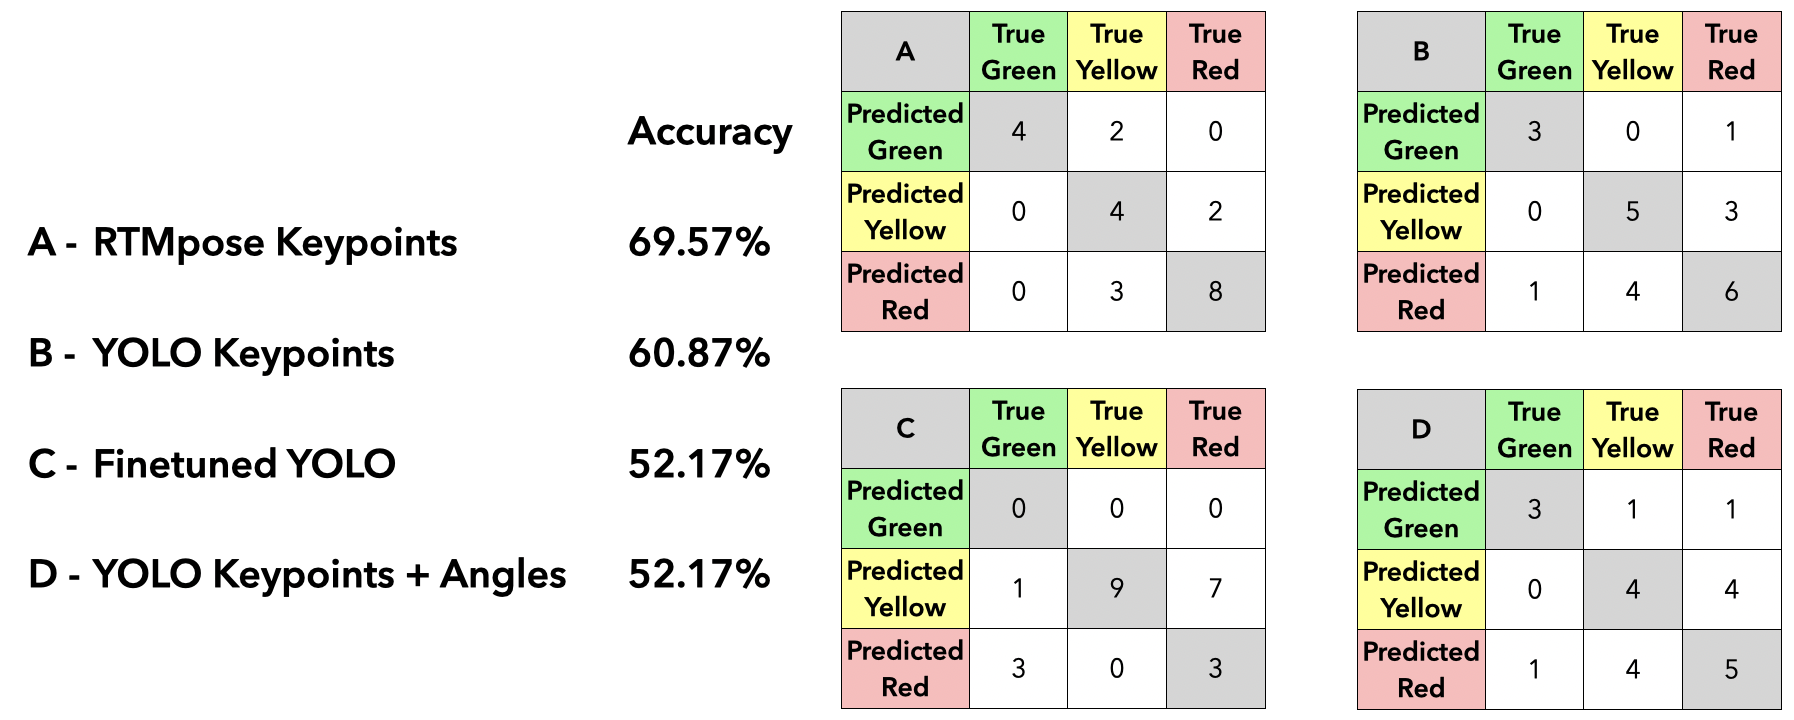 Accuracy
A - RTMpose Keypoints 69.57%
B - YOLO Keypoints 60.87%
C - Finetuned YOLO 52.17%
D - YOLO Keypoints + Angles 52.17%
A True Green True Yellow True Red
Predicted Green 4 2 0
Predicted Yellow 0 4 2
Predicted Red 0 3 8
B True Green True Yellow True Red
Predicted Green 3 0 1
Predicted Yellow 0 5 3
Predicted Red 1 4 6
C True Green True Yellow True Red
Predicted Green 0 0 0
Predicted Yellow 1 9 7
Predicted Red 3 0 3
D True Green True Yellow True Red
Predicted Green 3 1 1
Predicted Yellow 0 4 4
Predicted Red 1 4 5